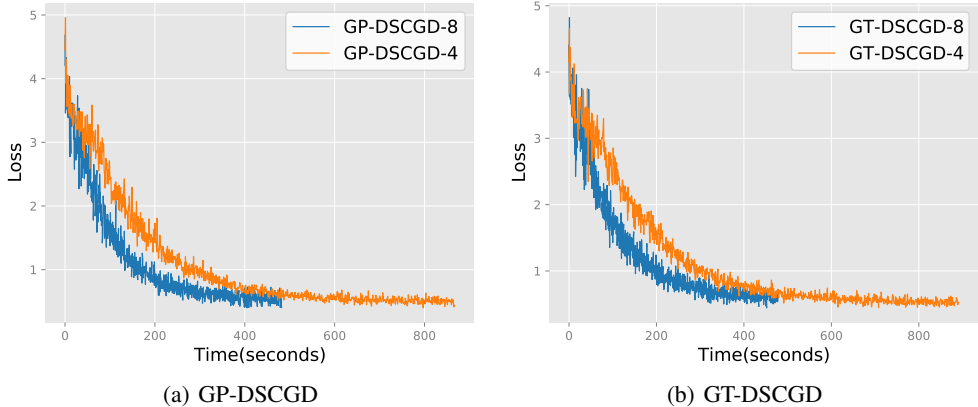 5
4
3
2
1
Loss
GP-DSCGD-8
GP-DSCGD-4
0
200
400
600
800
Time(seconds)
(a) GP-DSCGD
5
4
3
2
1
Loss
GT-DSCGD-8
GT-DSCGD-4
0
200
400
600
800
Time(seconds)
(b) GT-DSCGD